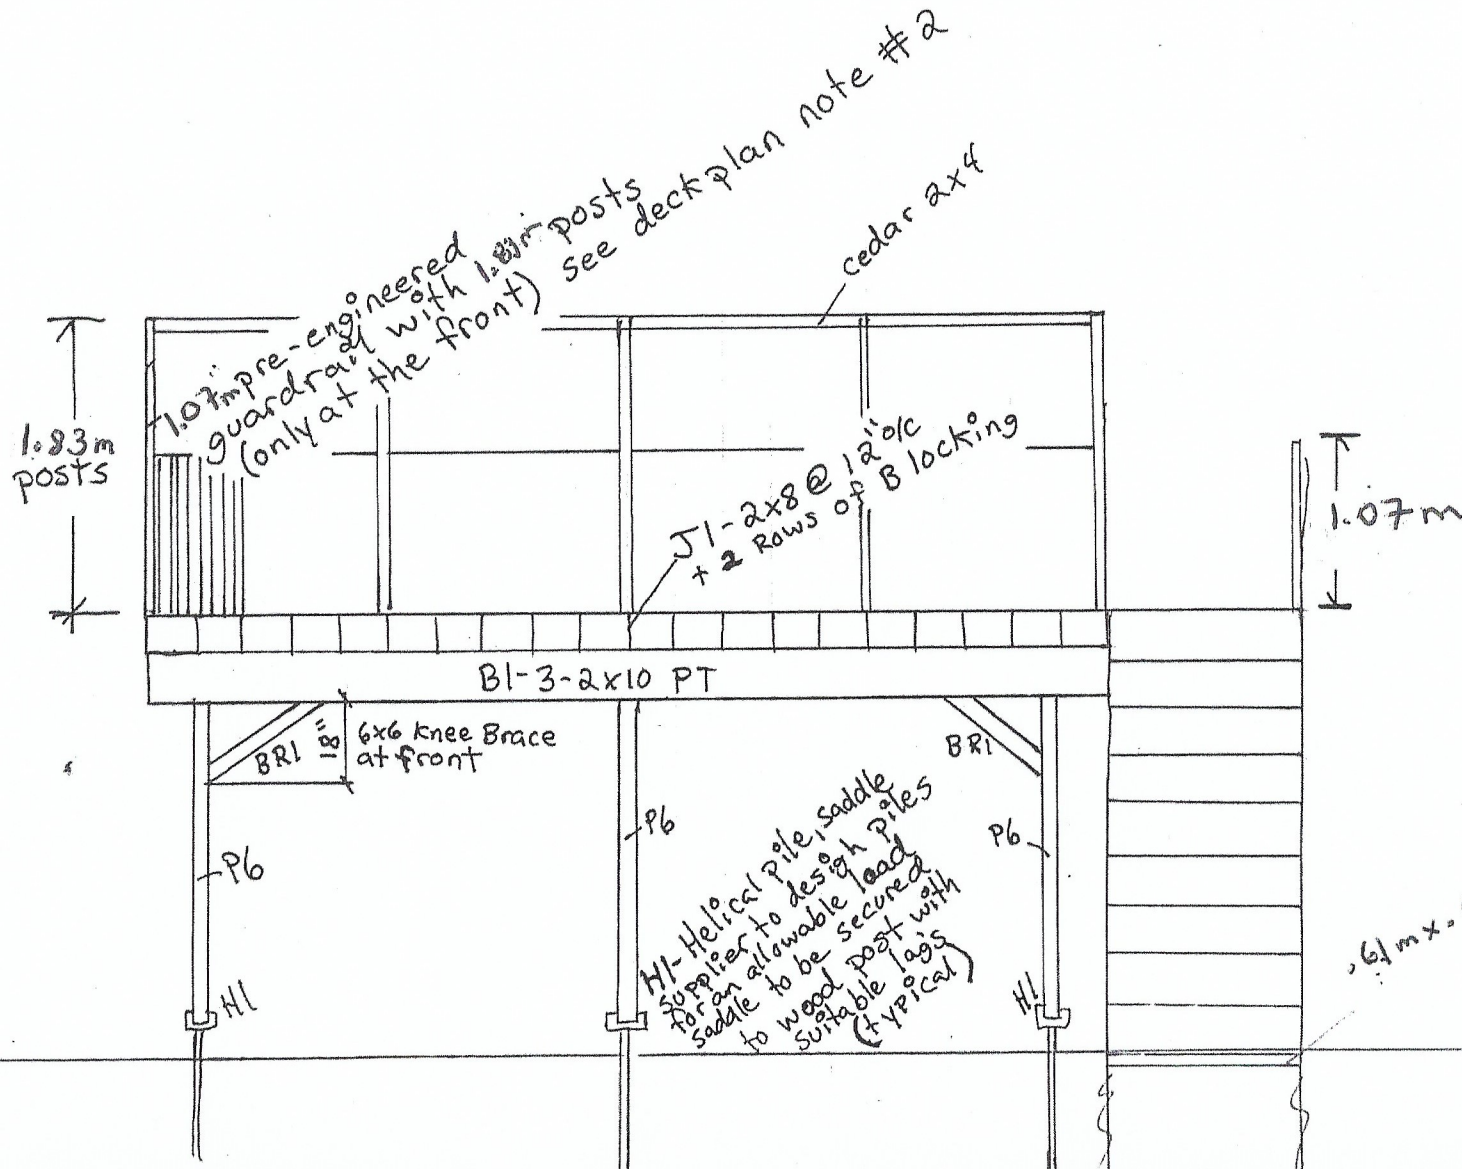 1.07m pre-engineered
guardrail with 1.83m posts
(only at the front) see deck plan note #2
cedar 2x4
1.83m
posts
J1-2x8 @ 12" o/c
+ 2 Rows of Blocking
1.07m
B1-3-2x10 PT
BR1
18"
6x6 Knee Brace
at front
BR1
P6
P6
P6
H1-Helical pile, saddle
supplier to design piles
for an allowable load
saddle to be secured
to wood post with
suitable lags
(typical)
H1
H1
.61m x.